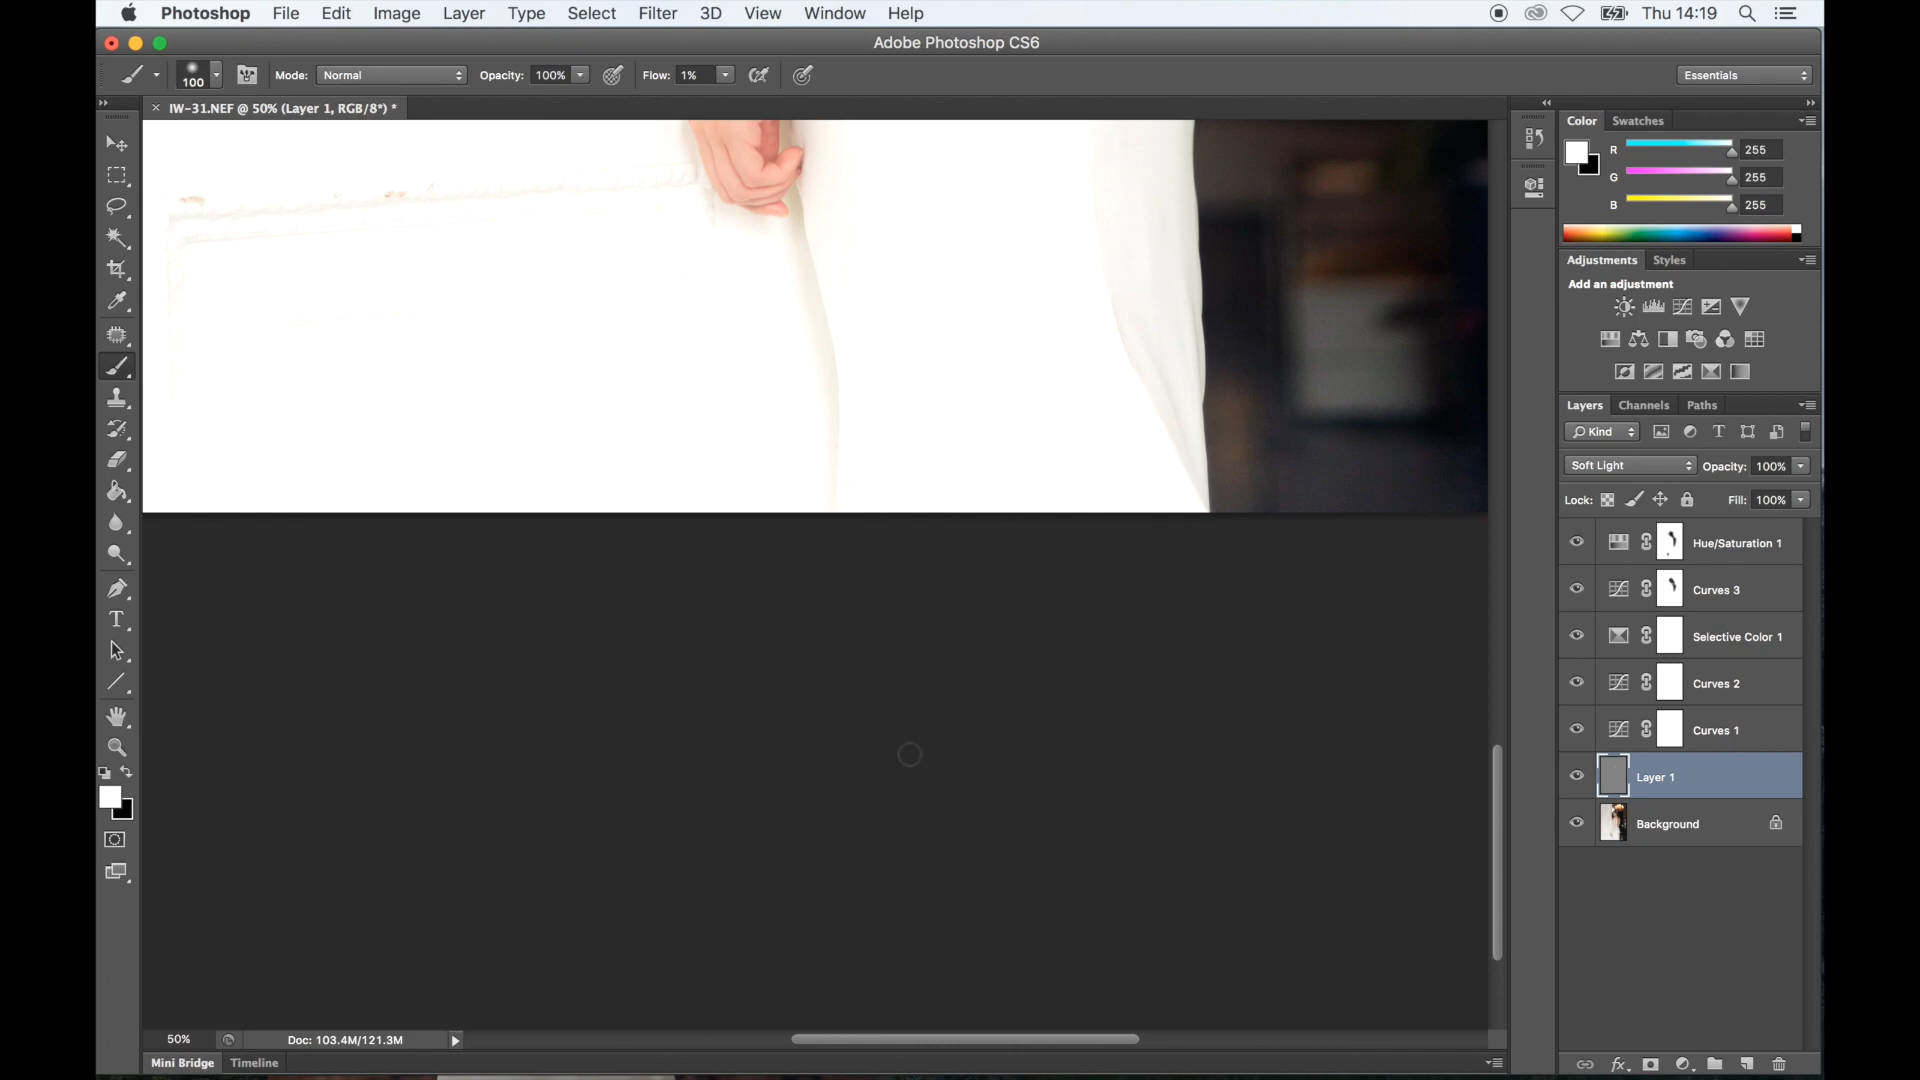 Photoshop File Edit Image Layer Type Select Filter 3D View Window Help Thu 14:19
Adobe Photoshop CS6
100 Mode: Normal Opacity: 100% Flow: 1% Essentials
× IW-31.NEF @ 50% (Layer 1, RGB/8*) *
Color Swatches
R 255
G 255
B 255
Adjustments Styles
Add an adjustment
Layers Channels Paths
Kind
Soft Light Opacity: 100%
Lock: Fill: 100%
Hue/Saturation 1
Curves 3
Selective Color 1
Curves 2
Curves 1
Layer 1
Background
50% Doc: 103.4M/121.3M
Mini Bridge Timeline